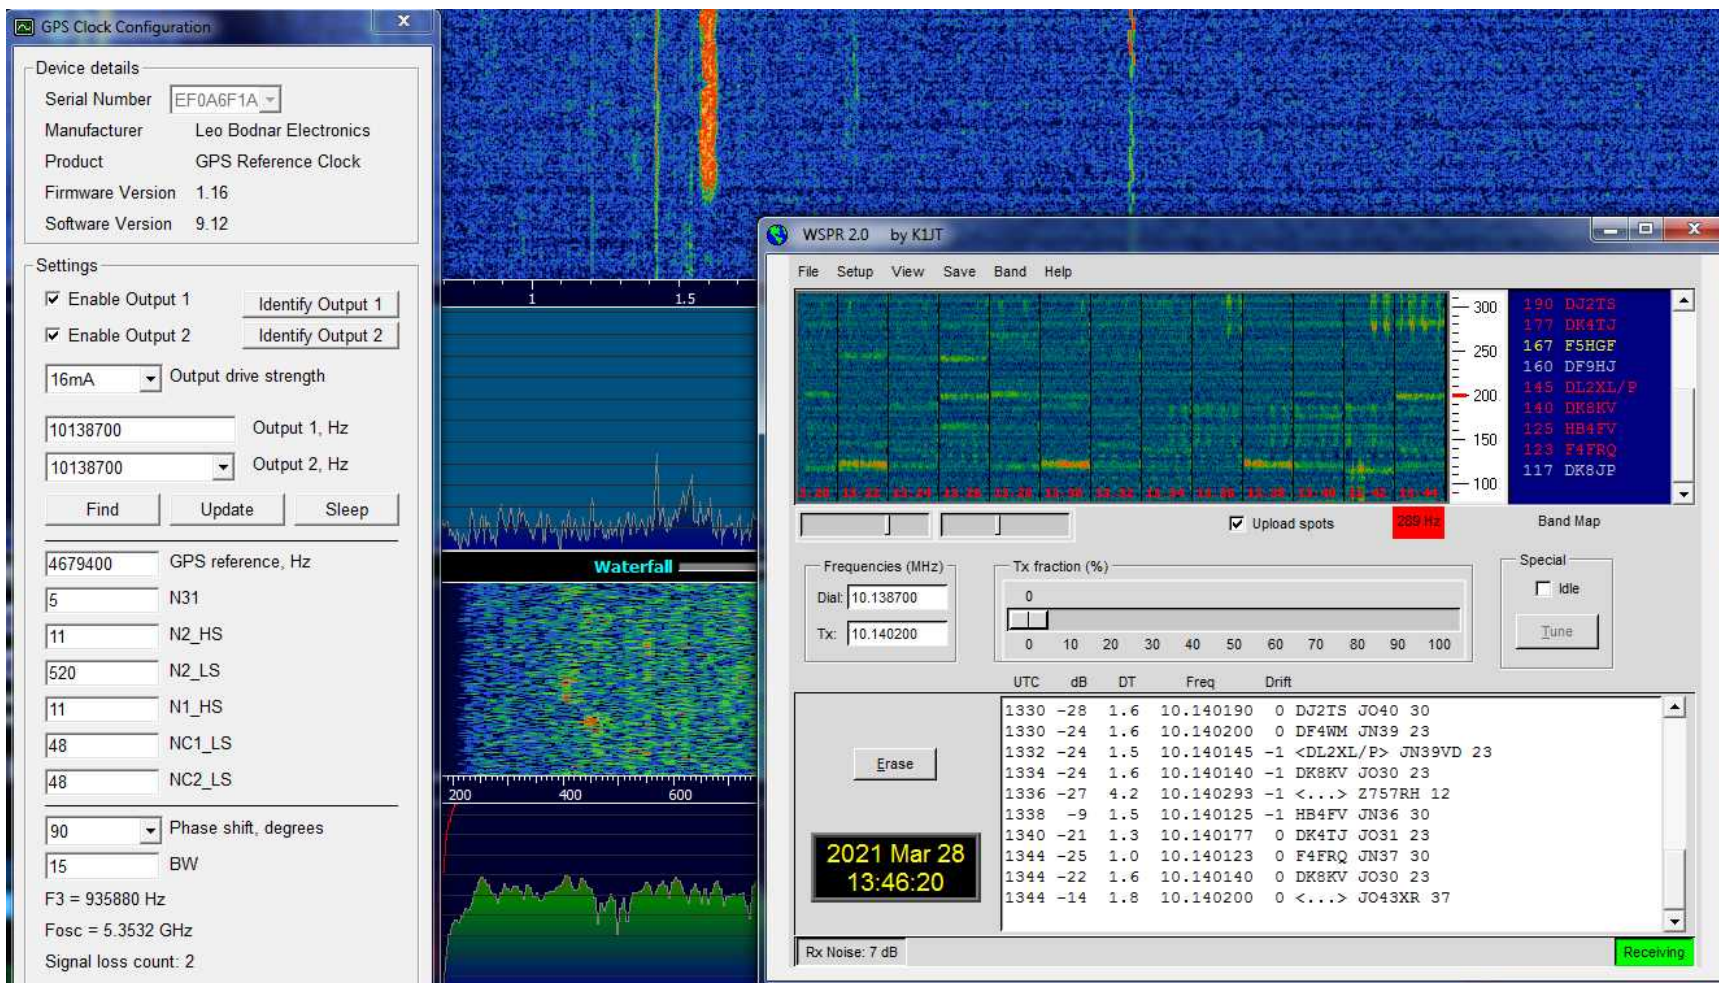 GPS Clock Configuration
Device details
Serial Number EF0A6F1A
Manufacturer Leo Bodnar Electronics
Product GPS Reference Clock
Firmware Version 1.16
Software Version 9.12
Settings
Enable Output 1 Identify Output 1
Enable Output 2 Identify Output 2
16mA Output drive strength
10138700 Output 1, Hz
10138700 Output 2, Hz
Find Update Sleep
4679400 GPS reference, Hz
5 N31
11 N2_HS
520 N2_LS
11 N1_HS
48 NC1_LS
48 NC2_LS
90 Phase shift, degrees
15 BW
F3 = 935880 Hz
Fosc = 5.3532 GHz
Signal loss count: 2
1 1.5
Waterfall
200 400 600
WSPR 2.0 by K1JT
File Setup View Save Band Help
300
250
200
150
100
190 DJ2TS
177 DK4TJ
167 F5HGF
160 DF9HJ
145 DL2XL/P
140 DK8KV
125 HB4FV
123 F4FRQ
117 DK8JP
Upload spots 289 Hz Band Map
Frequencies (MHz)
Dial: 10.138700
Tx: 10.140200
Tx fraction (%)
0
0 10 20 30 40 50 60 70 80 90 100
Special
Idle
Tune
UTC dB DT Freq Drift
1330 -28 1.6 10.140190 0 DJ2TS JO40 30
1330 -24 1.6 10.140200 0 DF4WM JN39 23
1332 -24 1.5 10.140145 -1 <DL2XL/P> JN39VD 23
1334 -24 1.6 10.140140 -1 DK8KV JO30 23
1336 -27 4.2 10.140293 -1 <...> Z757RH 12
1338 -9 1.5 10.140125 -1 HB4FV JN36 30
1340 -21 1.3 10.140177 0 DK4TJ JO31 23
1344 -25 1.0 10.140123 0 F4FRQ JN37 30
1344 -22 1.6 10.140140 0 DK8KV JO30 23
1344 -14 1.8 10.140200 0 <...> JO43XR 37
Erase
2021 Mar 28
13:46:20
Rx Noise: 7 dB Receiving